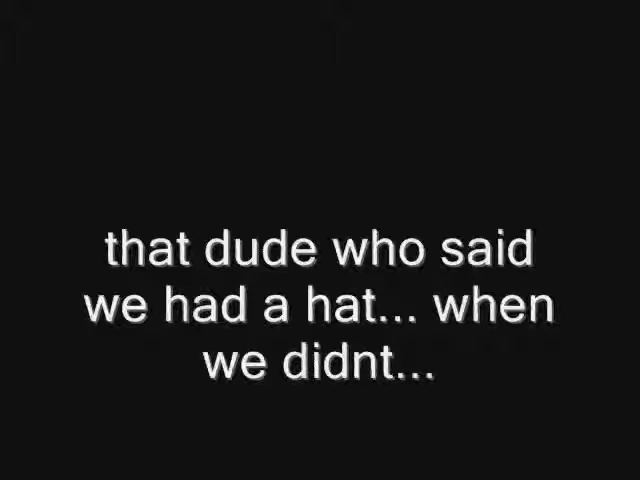 that dude who said
we had a hat... when
we didnt...